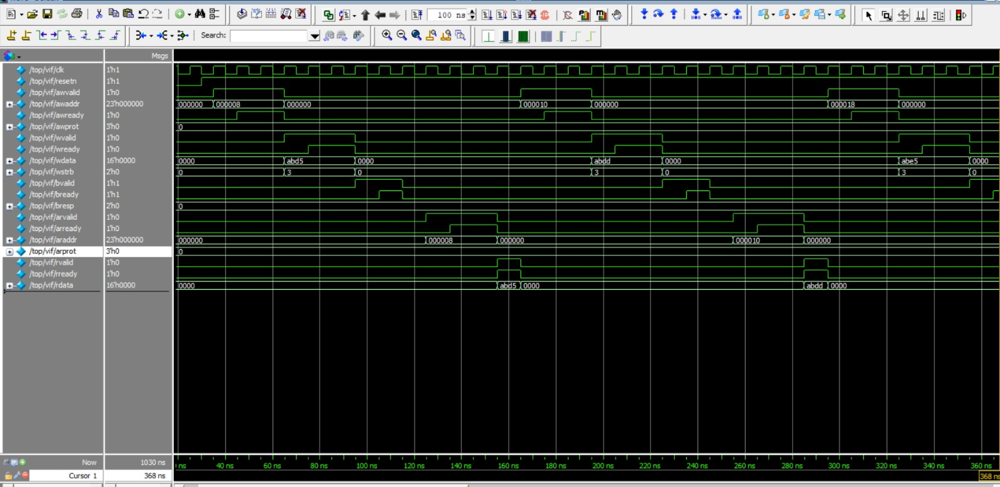 100 ns
Search:
Msgs
/top/vif/clk 1'h1
/top/vif/resetn 1'h1
/top/vif/awvalid 1'h0
/top/vif/awaddr 23'h000000 000000 000008 000000 000010 000000 000018 000000
/top/vif/awready 1'h0
/top/vif/awprot 3'h0 0
/top/vif/wvalid 1'h0
/top/vif/wready 1'h0
/top/vif/wdata 16'h0000 0000 abd5 0000 abdd 0000 abe5 0000
/top/vif/wstrb 2'h0 0 3 0 3 0 3 0
/top/vif/bvalid 1'h1
/top/vif/bready 1'h1
/top/vif/bresp 2'h0 0
/top/vif/arvalid 1'h0
/top/vif/arready 1'h0
/top/vif/araddr 23'h000000 000000 000008 000000 000010 000000
/top/vif/arprot 3'h0 0
/top/vif/rvalid 1'h0
/top/vif/rready 1'h0
/top/vif/rdata 16'h0000 0000 abd5 0000 abdd 0000
Now 1030 ns ns 40 ns 60 ns 80 ns 100 ns 120 ns 140 ns 160 ns 180 ns 200 ns 220 ns 240 ns 260 ns 280 ns 300 ns 320 ns 340 ns 360 ns
Cursor 1 368 ns 368 ns